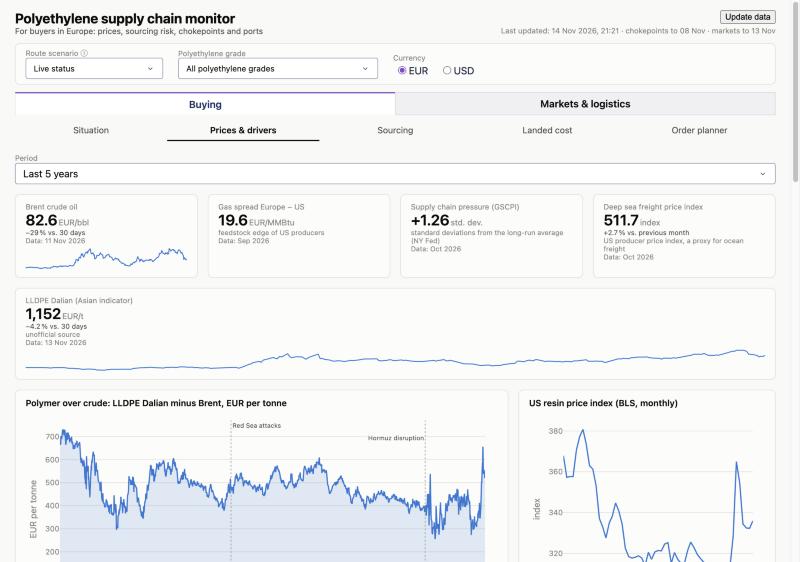 Polyethylene supply chain monitor
For buyers in Europe: prices, sourcing risk, chokepoints and ports
Update data
Last updated: 14 Nov 2026, 21:21 · chokepoints to 08 Nov · markets to 13 Nov
Route scenario ⓘ
Live status
Polyethylene grade
All polyethylene grades
Currency
EUR
USD
Buying
Markets & logistics
Situation
Prices & drivers
Sourcing
Landed cost
Order planner
Period
Last 5 years
Brent crude oil
82.6 EUR/bbl
−29 % vs. 30 days
Data: 11 Nov 2026
Gas spread Europe – US
19.6 EUR/MMBtu
feedstock edge of US producers
Data: Sep 2026
Supply chain pressure (GSCPI)
+1.26 std. dev.
standard deviations from the long-run average
(NY Fed)
Data: Oct 2026
Deep sea freight price index
511.7 index
+2.7 % vs. previous month
US producer price index, a proxy for ocean
freight
Data: Oct 2026
LLDPE Dalian (Asian indicator)
1,152 EUR/t
−4.2 % vs. 30 days
unofficial source
Data: 13 Nov 2026
Polymer over crude: LLDPE Dalian minus Brent, EUR per tonne
Red Sea attacks
Hormuz disruption
EUR per tonne
700
600
500
400
300
200
US resin price index (BLS, monthly)
index
380
360
340
320